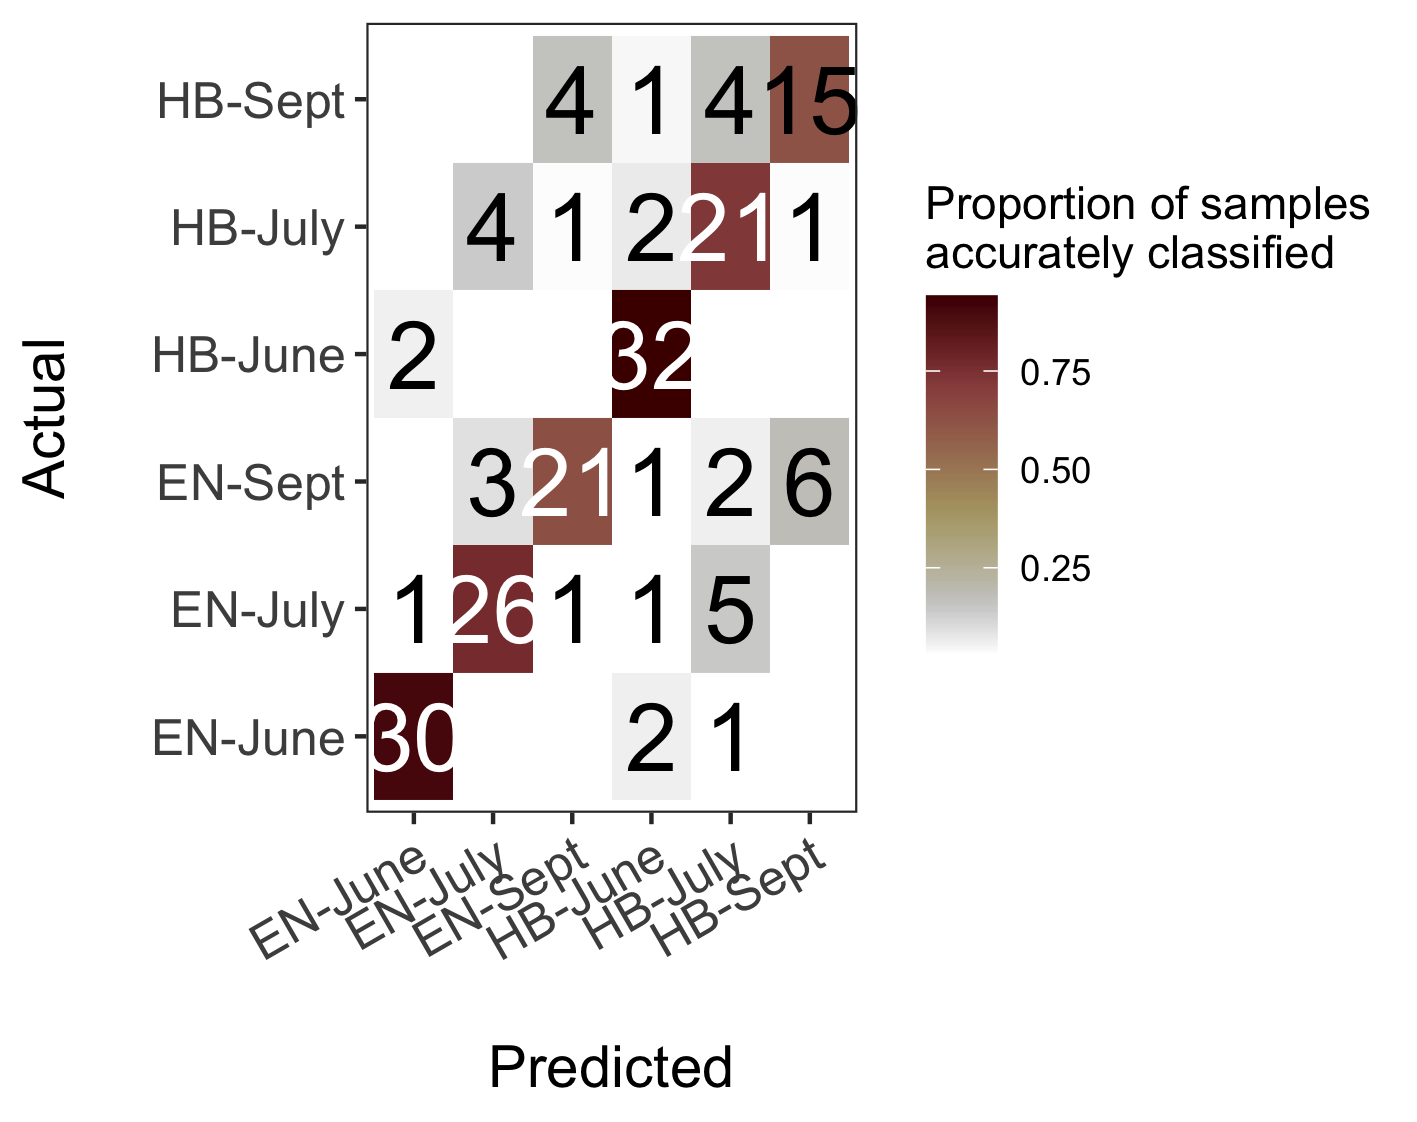 HB-Sept 4 1 4 15
HB-July 4 1 2 21 1
HB-June 2 32
EN-Sept 3 21 1 2 6
EN-July 1 26 1 1 5
EN-June 30 2 1
Actual
EN-June
EN-July
EN-Sept
HB-June
HB-July
HB-Sept
Predicted
Proportion of samples
accurately classified
0.75
0.50
0.25